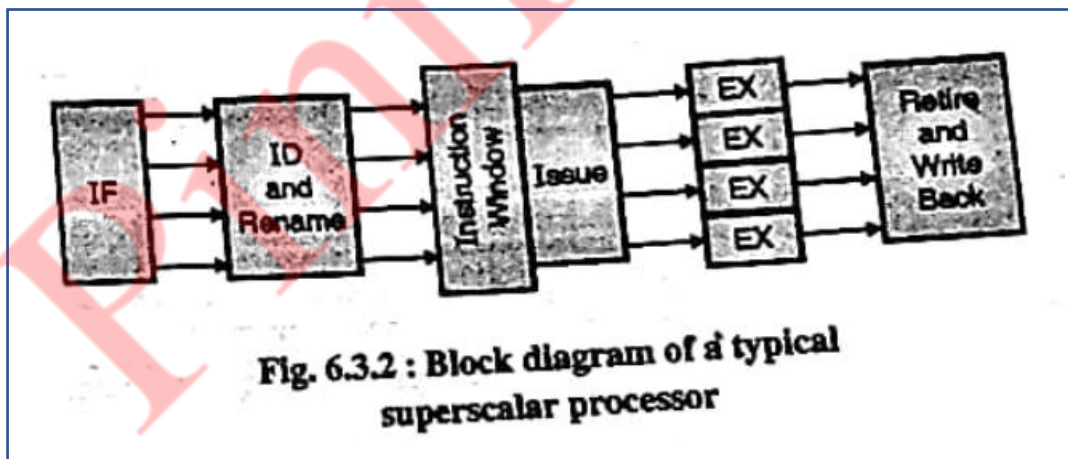 IF
ID
and
Rename
Instruction
Window
Issue
EX
EX
EX
EX
Retire
and
Write
Back
Fig. 6.3.2 : Block diagram of a typical
superscalar processor